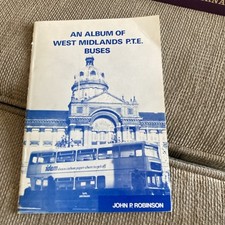 AN ALBUM OF
WEST MIDLANDS P.T.E.
BUSES
JOHN P. ROBINSON